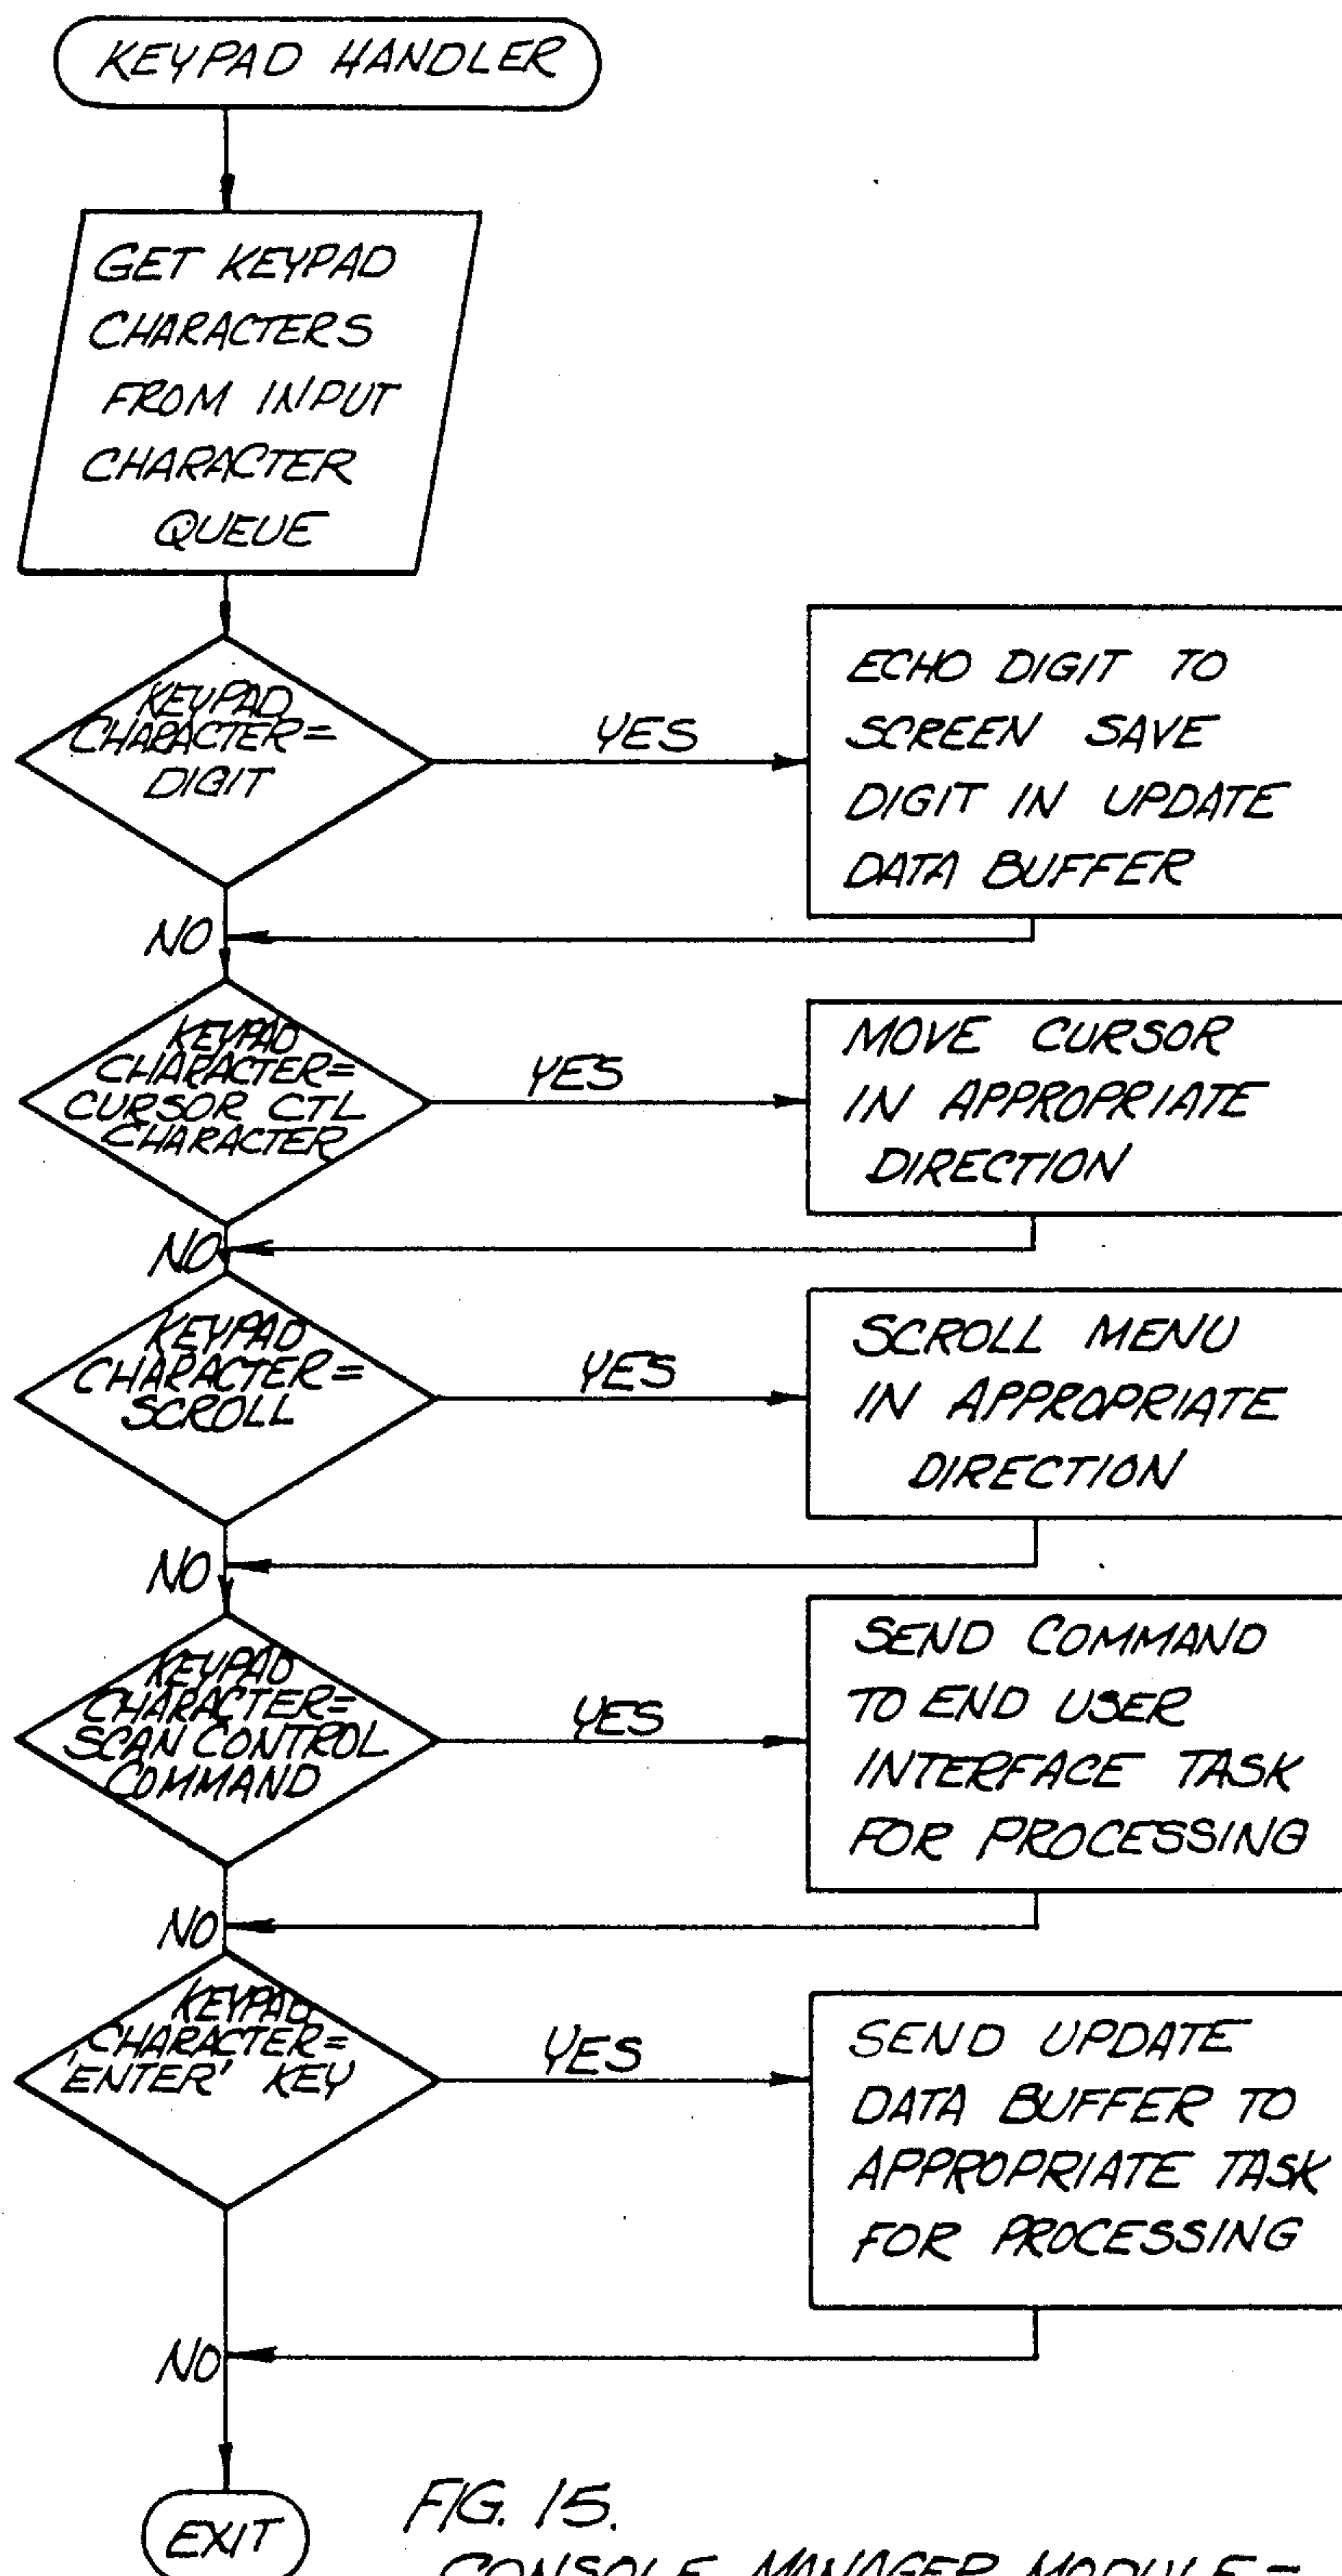 KEYPAD HANDLER
GET KEYPAD
CHARACTERS
FROM INPUT
CHARACTER
QUEUE
KEYPAD
CHARACTER=
DIGIT
YES
ECHO DIGIT TO
SCREEN SAVE
DIGIT IN UPDATE
DATA BUFFER
NO
KEYPAD
CHARACTER=
CURSOR CTL
CHARACTER
YES
MOVE CURSOR
IN APPROPRIATE
DIRECTION
NO
KEYPAD
CHARACTER=
SCROLL
YES
SCROLL MENU
IN APPROPRIATE
DIRECTION
NO
KEYPAD
CHARACTER=
SCAN CONTROL
COMMAND
YES
SEND COMMAND
TO END USER
INTERFACE TASK
FOR PROCESSING
NO
KEYPAD
CHARACTER=
'ENTER' KEY
YES
SEND UPDATE
DATA BUFFER TO
APPROPRIATE TASK
FOR PROCESSING
NO
EXIT
FIG. 15.
CONSOLE MANAGER MODULE-